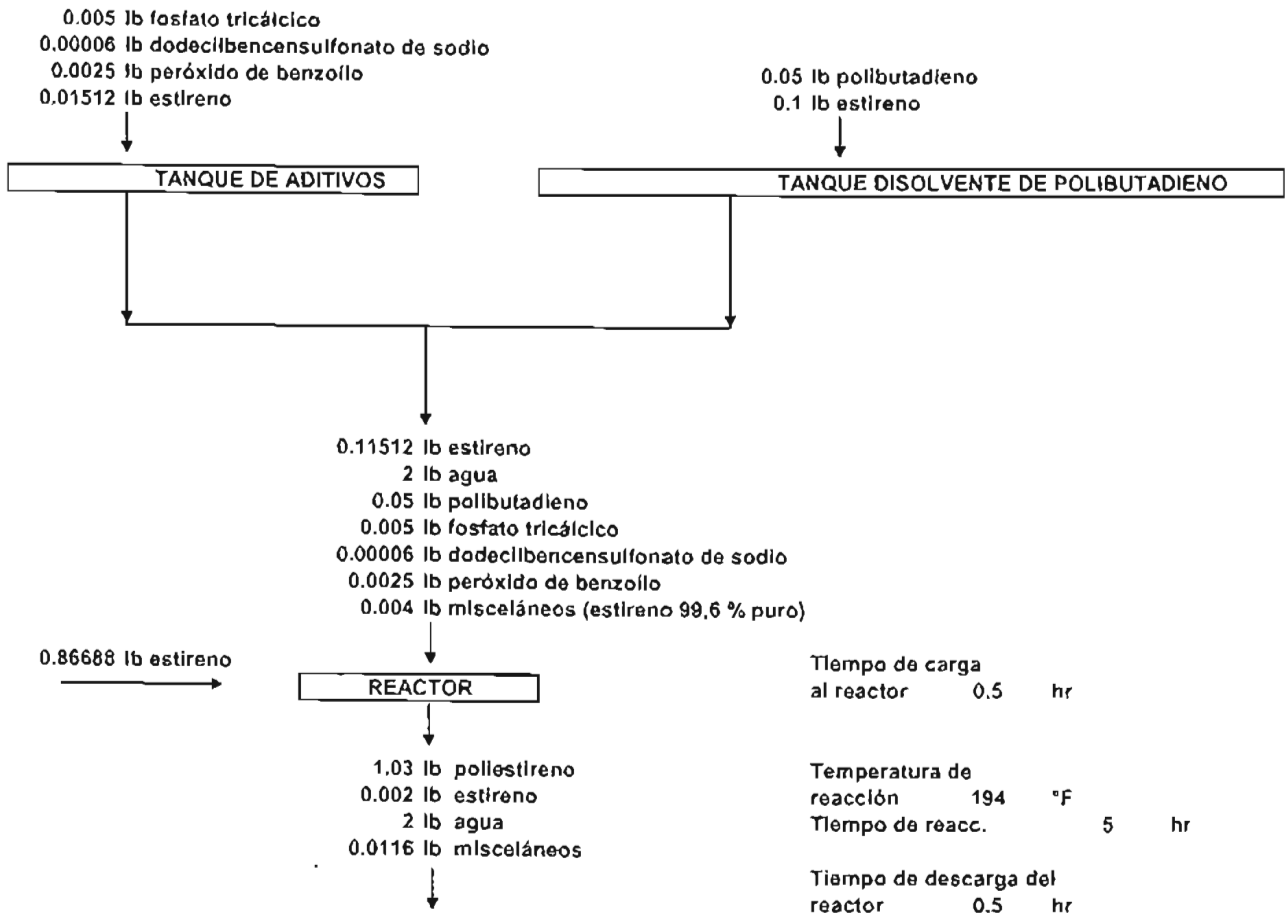 0.005 lb fosfato tricálcico
0.00006 lb dodecilbencensulfonato de sodio
0.0025 lb peróxido de benzoílo
0.01512 lb estireno
0.05 lb polibutadieno
0.1 lb estireno
TANQUE DE ADITIVOS
TANQUE DISOLVENTE DE POLIBUTADIENO
0.11512 lb estireno
2 lb agua
0.05 lb polibutadieno
0.005 lb fosfato tricálcico
0.00006 lb dodecilbencensulfonato de sodio
0.0025 lb peróxido de benzoílo
0.004 lb misceláneos (estireno 99,6 % puro)
0.86688 lb estireno
REACTOR
Tiempo de carga
al reactor 0.5 hr
1.03 lb poliestireno
0.002 lb estireno
2 lb agua
0.0116 lb misceláneos
Temperatura de
reacción 194 °F
Tiempo de reacc. 5 hr
Tiempo de descarga del
reactor 0.5 hr